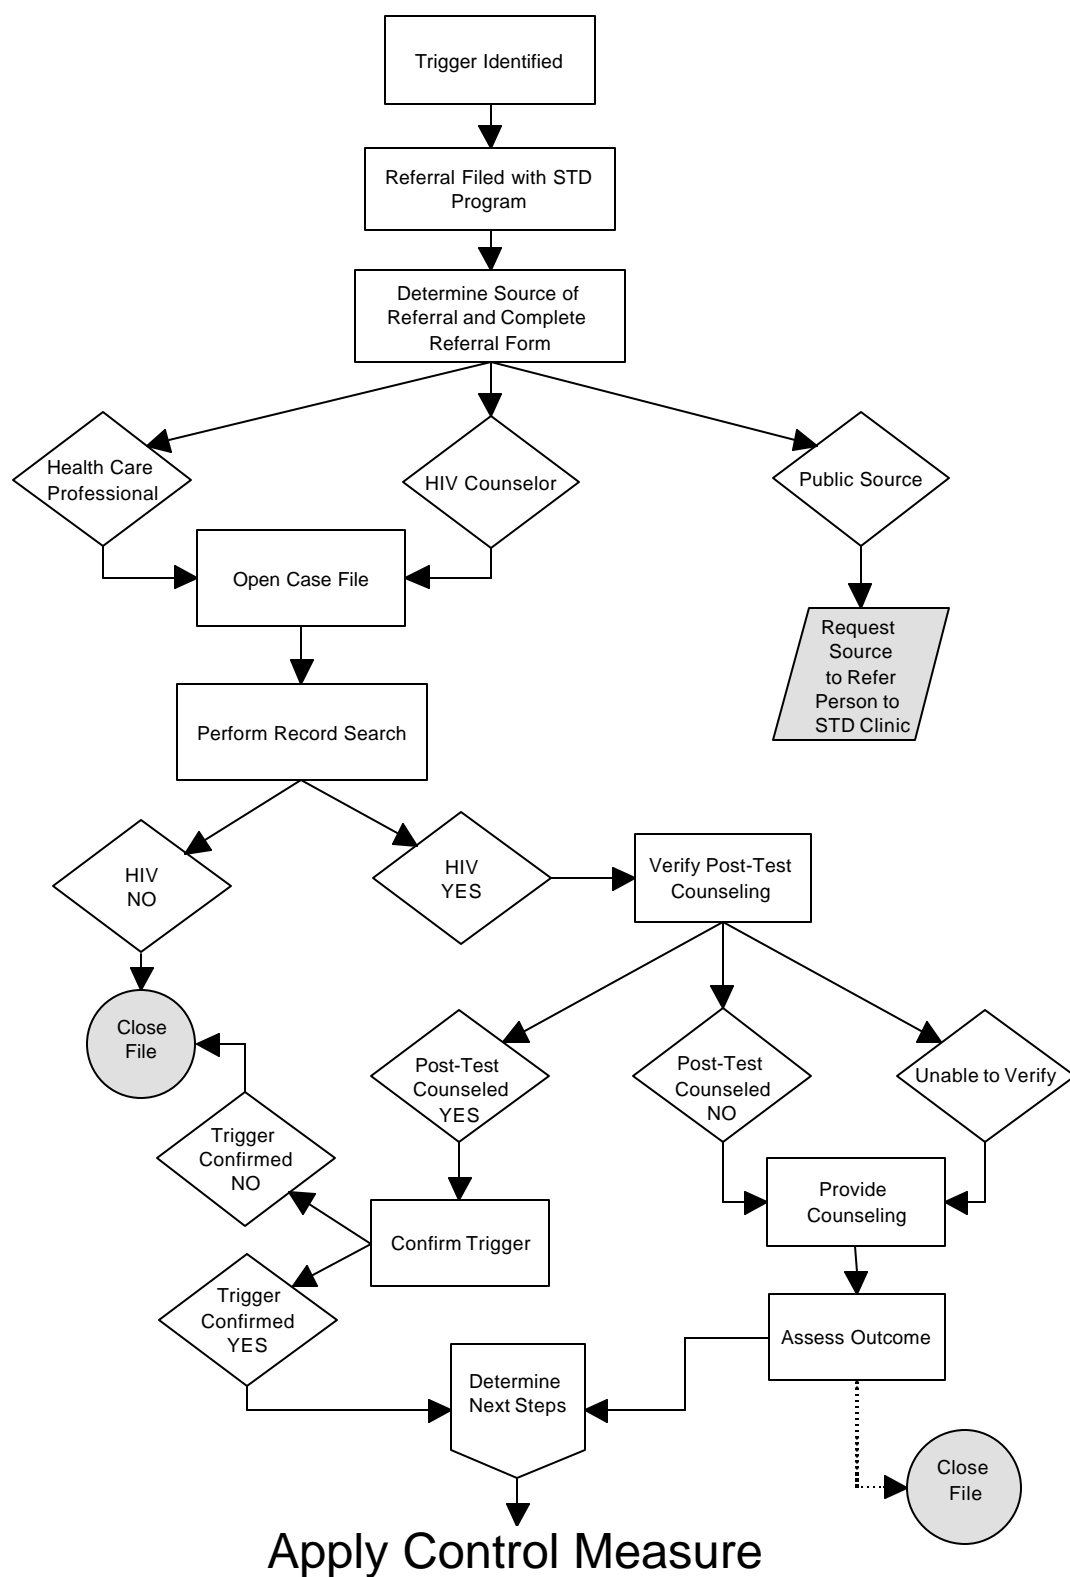 Trigger Identified
Referral Filed with STD
Program
Determine Source of
Referral and Complete
Referral Form
Health Care
Professional
HIV Counselor
Public Source
Open Case File
Request
Source
to Refer
Person to
STD Clinic
Perform Record Search
HIV
NO
HIV
YES
Verify Post-Test
Counseling
Close
File
Post-Test
Counseled
YES
Post-Test
Counseled
NO
Unable to Verify
Trigger
Confirmed
NO
Provide
Counseling
Confirm Trigger
Trigger
Confirmed
YES
Assess Outcome
Determine
Next Steps
Close
File
Apply Control Measure